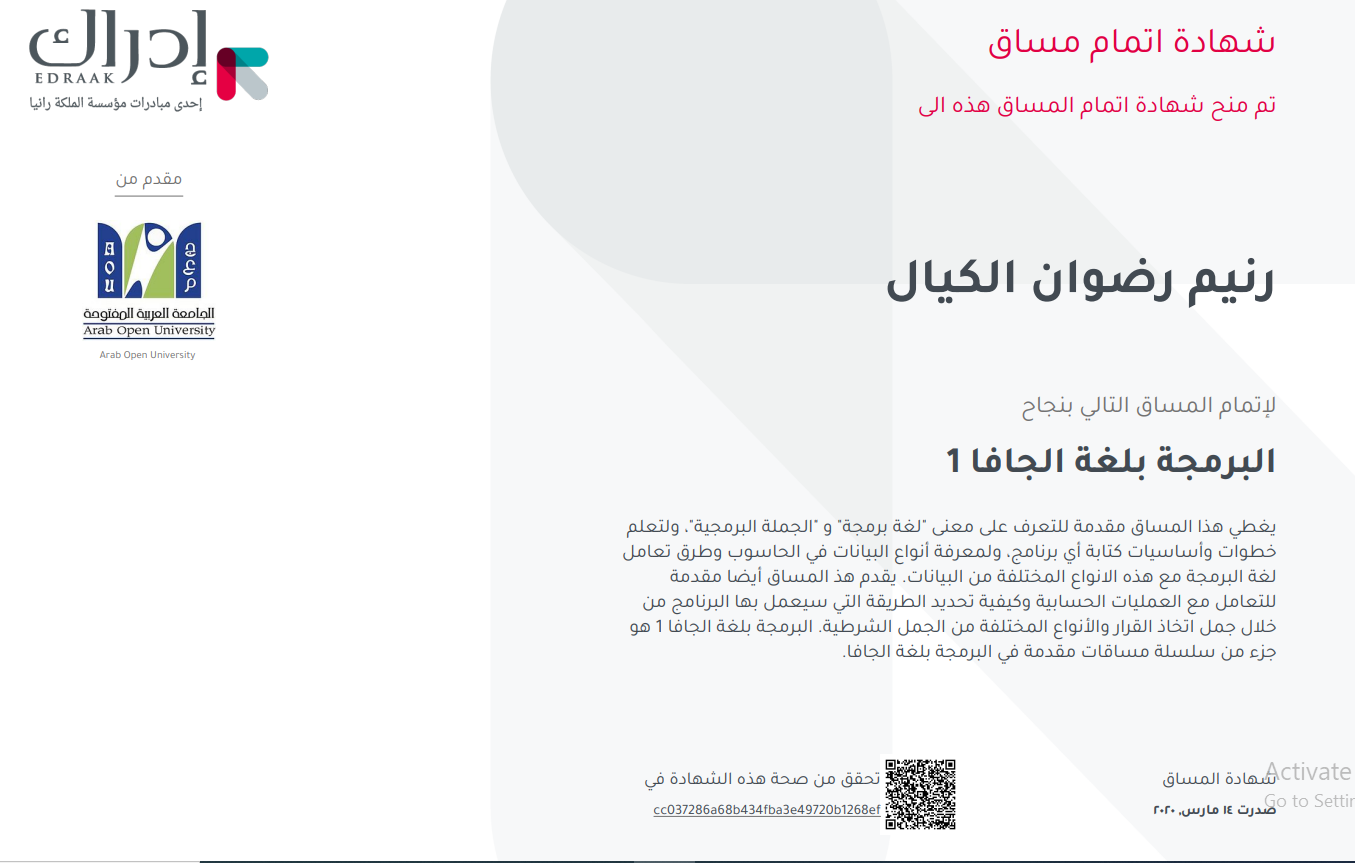 إدراك
EDRAAK
إحدى مبادرات مؤسسة الملكة رانيا
مقدم من
AOU
ج ع م
الجامعة العربية المفتوحة
Arab Open University
Arab Open University
شهادة اتمام مساق
تم منح شهادة اتمام المساق هذه الى
رنيم رضوان الكيال
لإتمام المساق التالي بنجاح
البرمجة بلغة الجافا 1
يغطي هذا المساق مقدمة للتعرف على معنى "لغة برمجة" و "الجملة البرمجية"، ولتعلم
خطوات وأساسيات كتابة أي برنامج، ولمعرفة أنواع البيانات في الحاسوب وطرق تعامل
لغة البرمجة مع هذه الانواع المختلفة من البيانات. يقدم هذ المساق أيضا مقدمة
للتعامل مع العمليات الحسابية وكيفية تحديد الطريقة التي سيعمل بها البرنامج من
خلال جمل اتخاذ القرار والأنواع المختلفة من الجمل الشرطية. البرمجة بلغة الجافا 1 هو
جزء من سلسلة مساقات مقدمة في البرمجة بلغة الجافا.
شهادة المساق
صدرت ١٤ مارس, ٢٠٢٠
تحقق من صحة هذه الشهادة في
cc037286a68b434fba3e49720b1268ef
Activate
Go to Settin